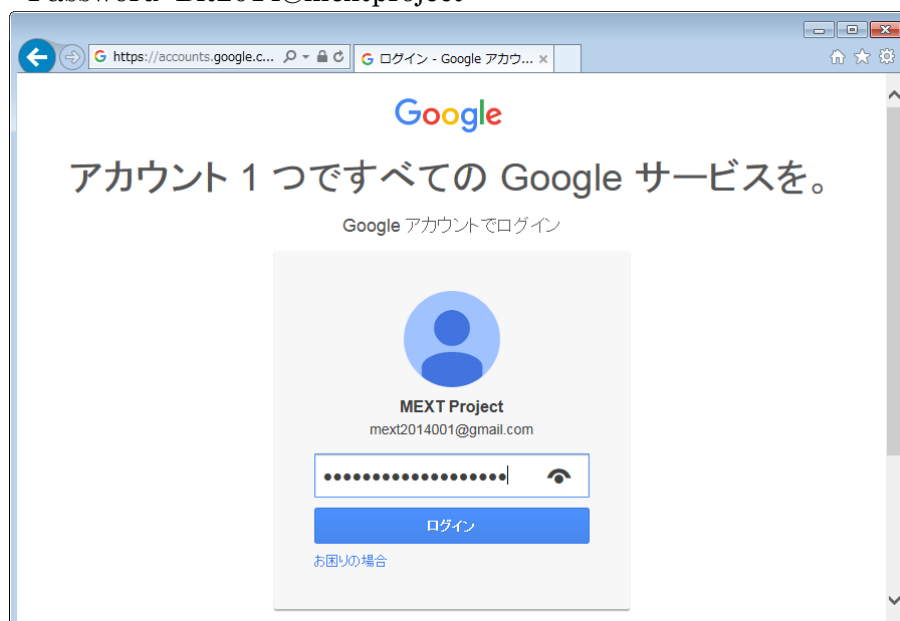 https://accounts.google.c...
ログイン - Google アカウ...
Google
アカウント 1 つですべての Google サービスを。
Google アカウントでログイン
MEXT Project
mext2014001@gmail.com
ログイン
お困りの場合